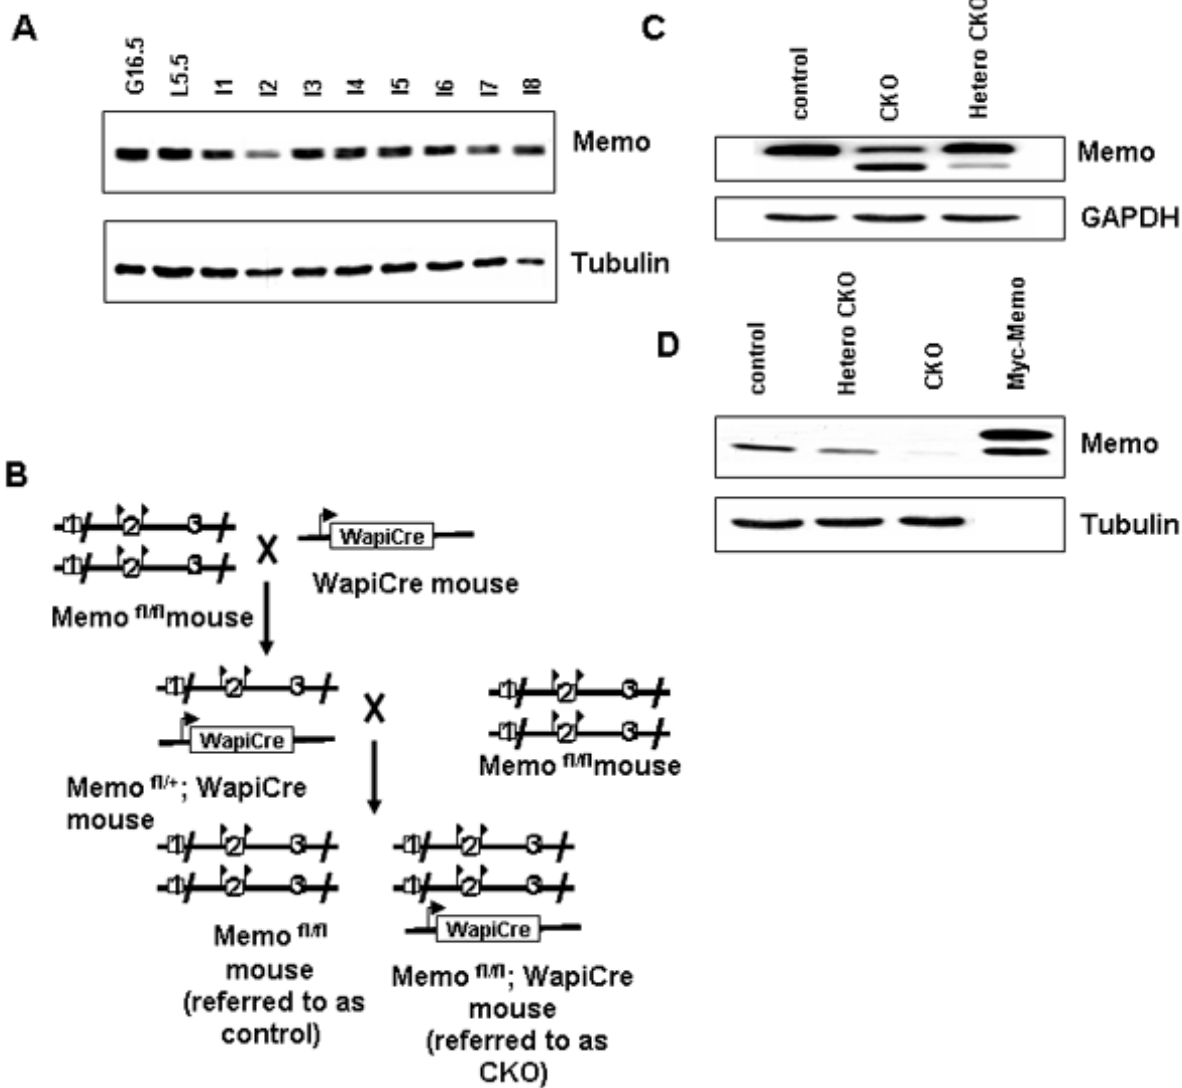 A
G16.5 L5.5 I1 I2 I3 I4 I5 I6 I7 I8
Memo
Tubulin
B
1 2 3
1 2 3
X
WapiCre
WapiCre mouse
Memo fl/fl mouse
1 2 3
WapiCre
Memo fl/+; WapiCre
mouse
X
1 2 3
1 2 3
Memo fl/fl mouse
1 2 3
1 2 3
Memo fl/fl
mouse
(referred to as
control)
1 2 3
1 2 3
WapiCre
Memo fl/fl; WapiCre
mouse
(referred to as
CKO)
C
control CKO Hetero CKO
Memo
GAPDH
D
control Hetero CKO CKO Myc-Memo
Memo
Tubulin